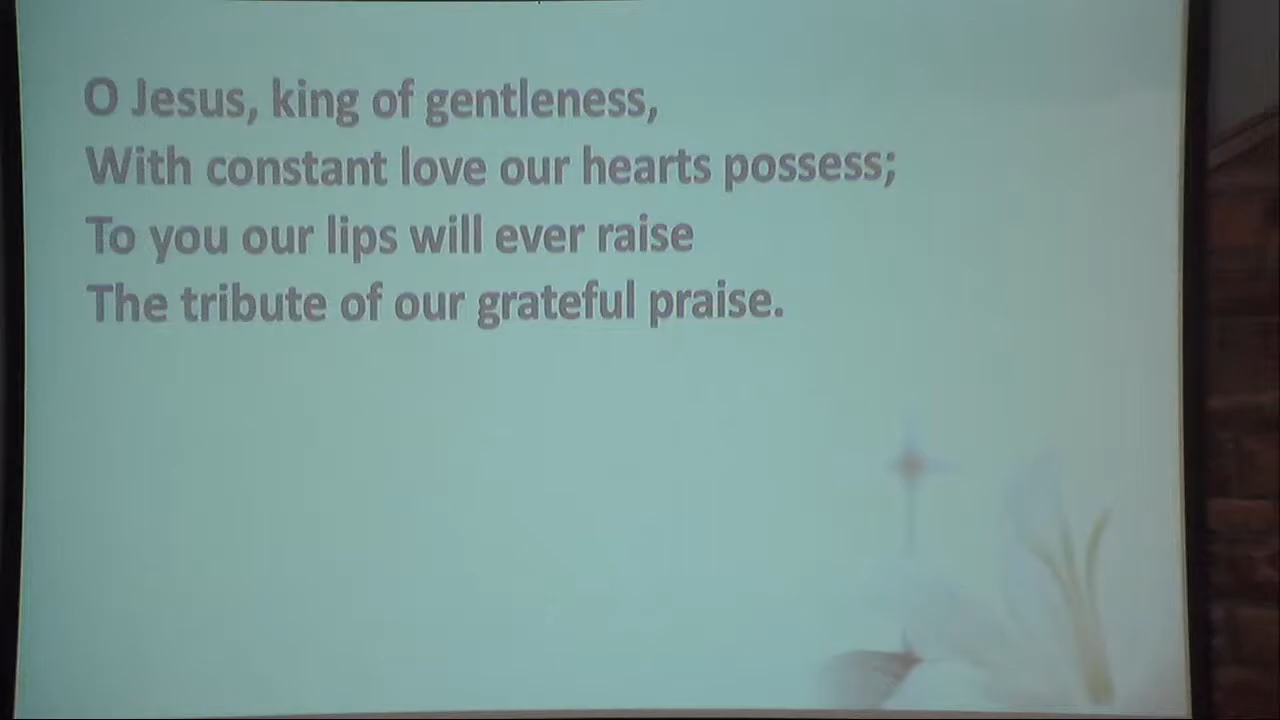 O Jesus, king of gentleness,
With constant love our hearts possess;
To you our lips will ever raise
The tribute of our grateful praise.